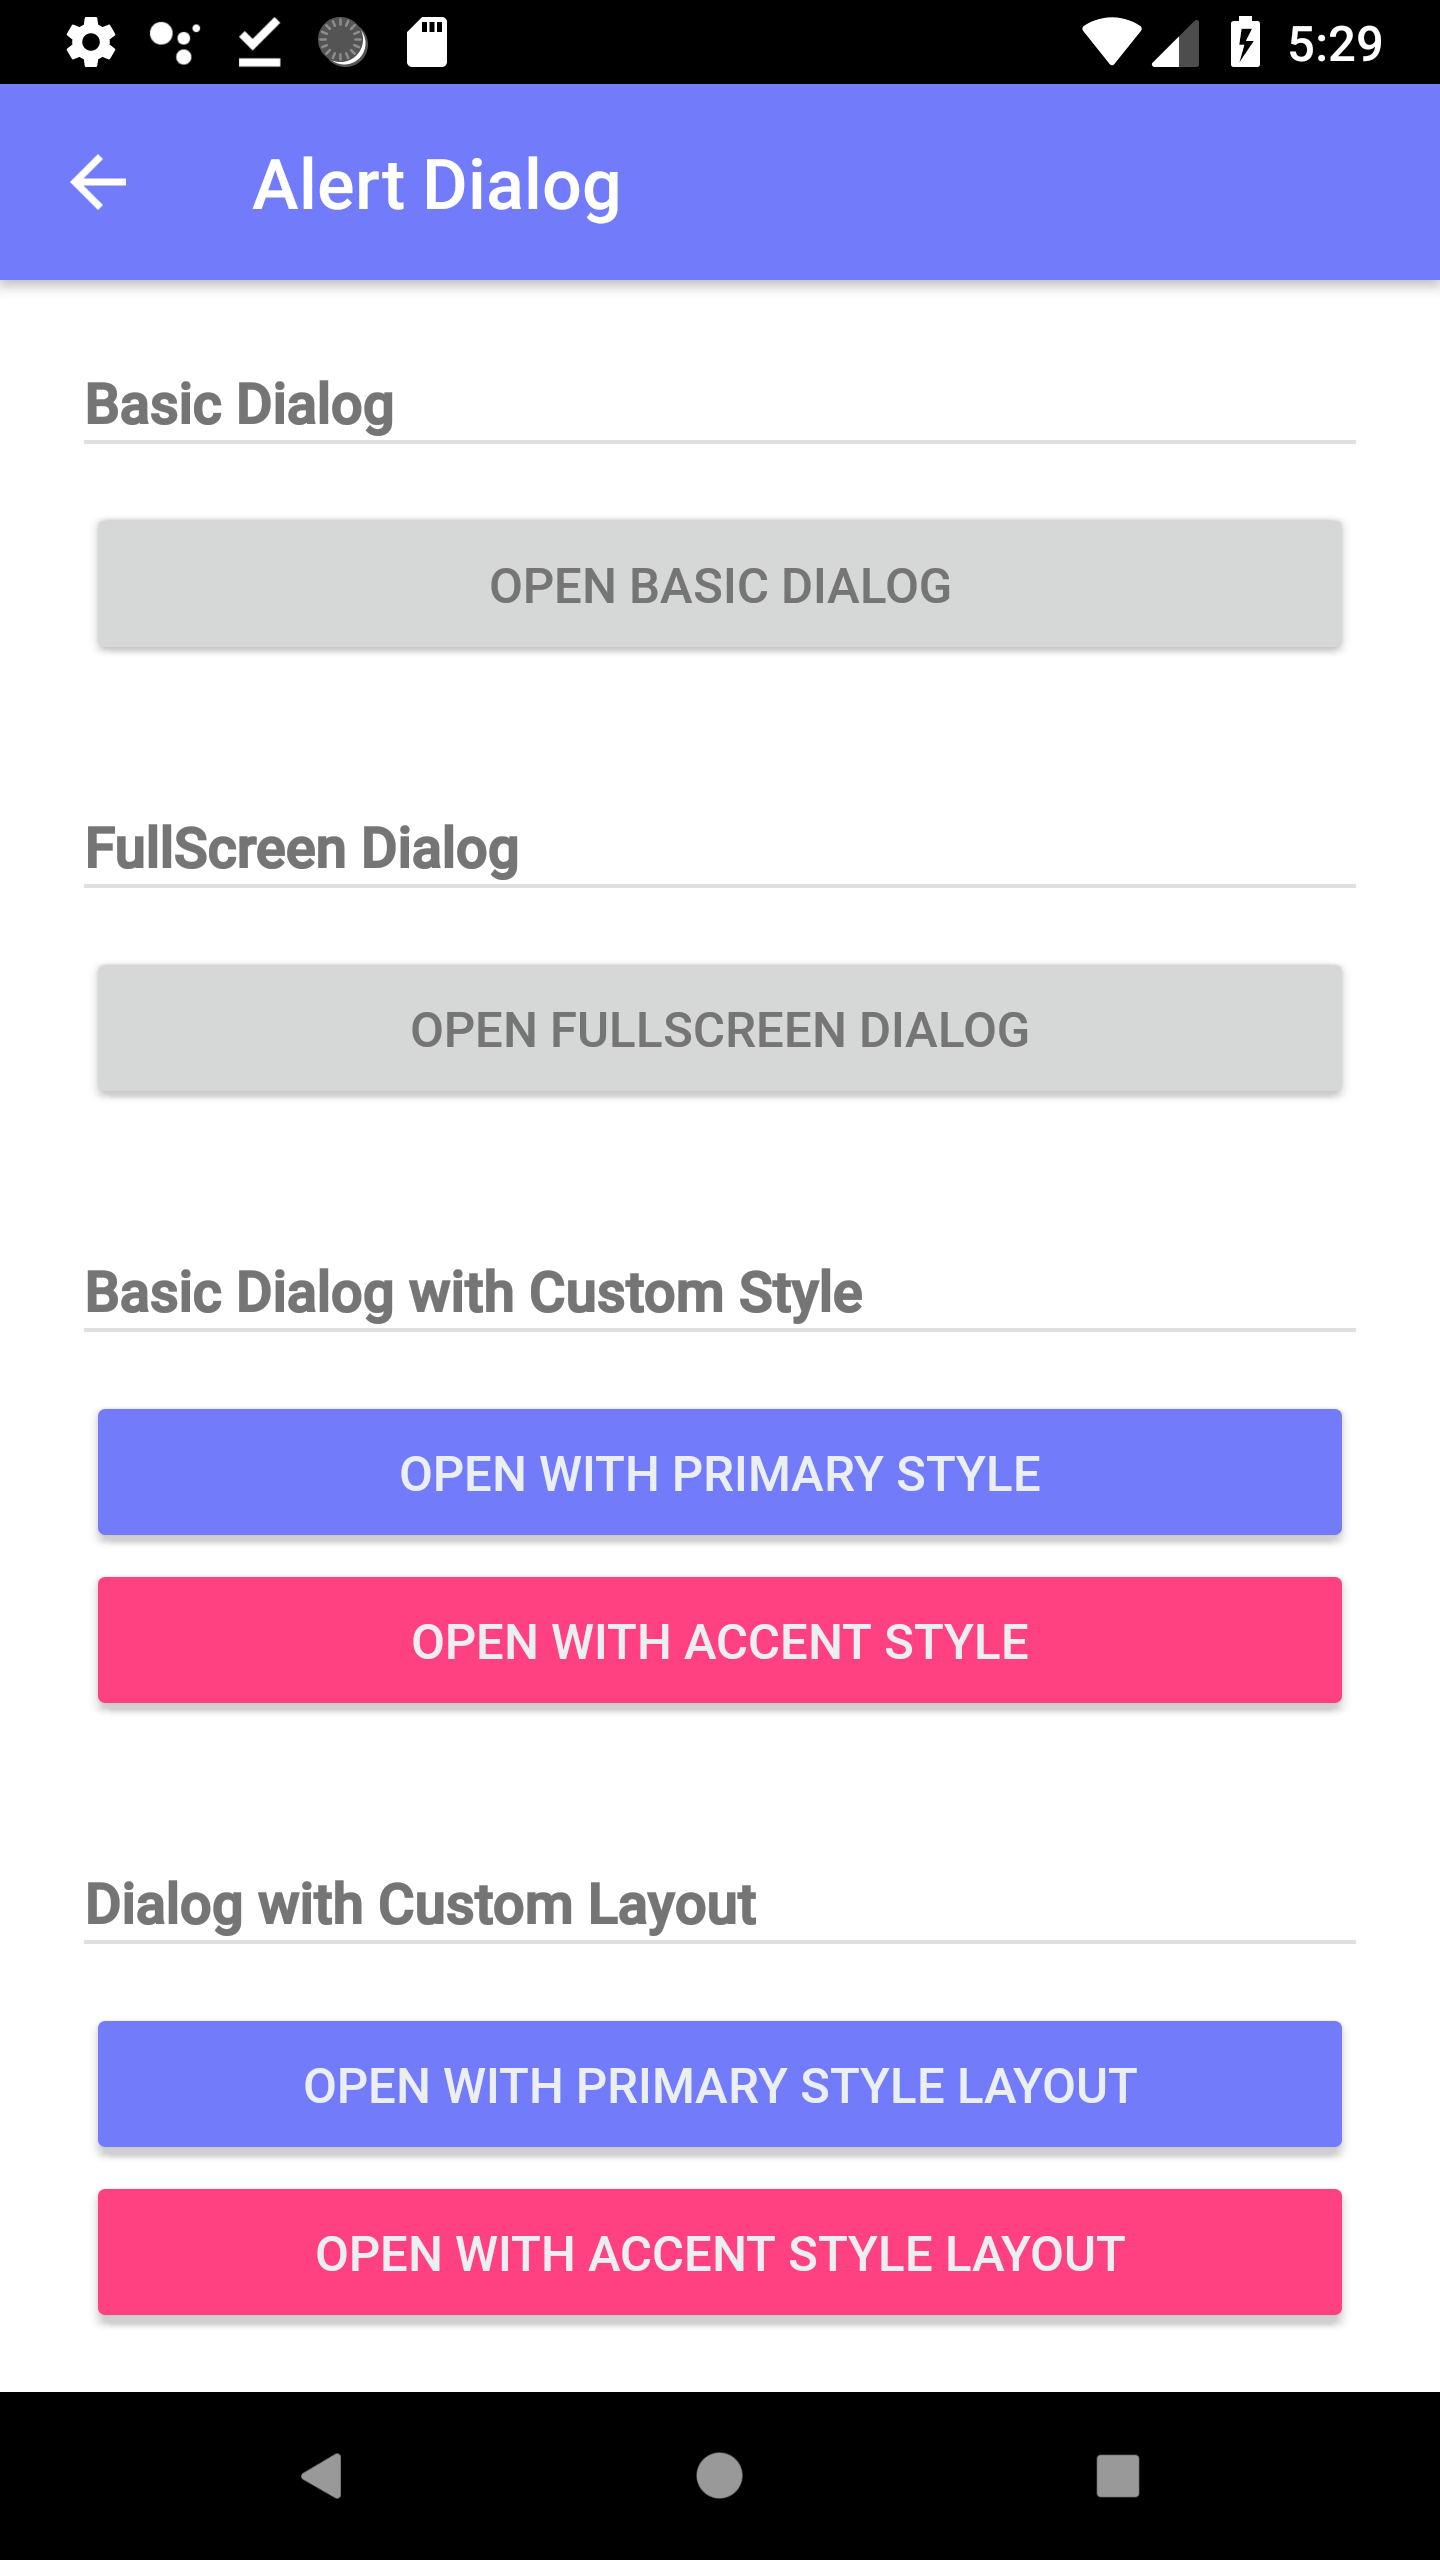 5:29
Alert Dialog
Basic Dialog
OPEN BASIC DIALOG
FullScreen Dialog
OPEN FULLSCREEN DIALOG
Basic Dialog with Custom Style
OPEN WITH PRIMARY STYLE
OPEN WITH ACCENT STYLE
Dialog with Custom Layout
OPEN WITH PRIMARY STYLE LAYOUT
OPEN WITH ACCENT STYLE LAYOUT